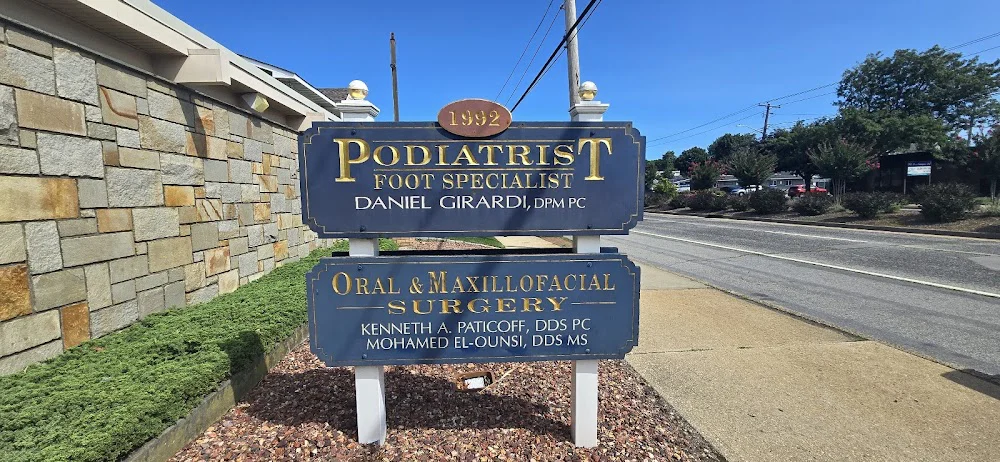 1992
PODIATRIST
FOOT SPECIALIST
DANIEL GIRARDI, DPM PC
ORAL & MAXILLOFACIAL
SURGERY
KENNETH A. PATICOFF, DDS PC
MOHAMED EL-OUNSI, DDS MS